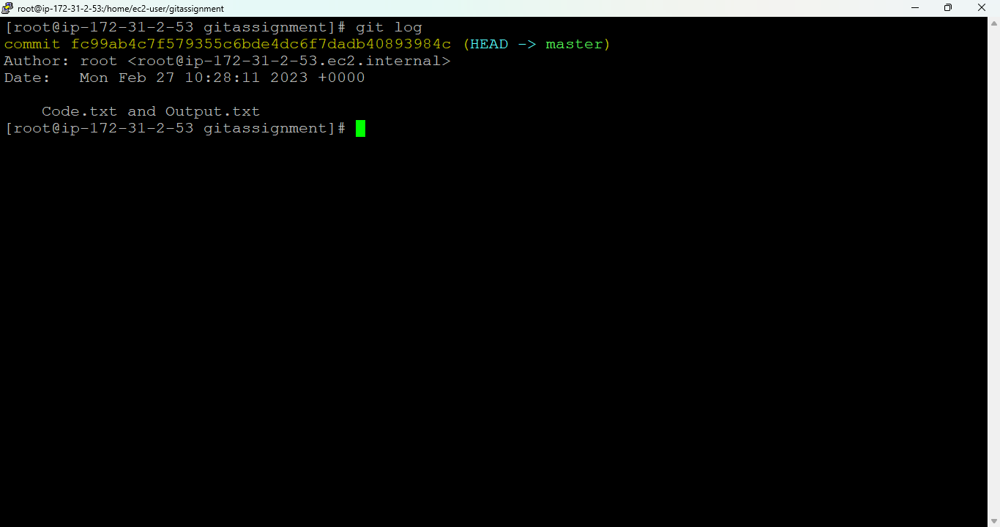 root@ip-172-31-2-53:/home/ec2-user/gitassignment
[root@ip-172-31-2-53 gitassignment]# git log
commit fc99ab4c7f579355c6bde4dc6f7dadb40893984c (HEAD -> master)
Author: root <root@ip-172-31-2-53.ec2.internal>
Date:   Mon Feb 27 10:28:11 2023 +0000
    Code.txt and Output.txt
[root@ip-172-31-2-53 gitassignment]#